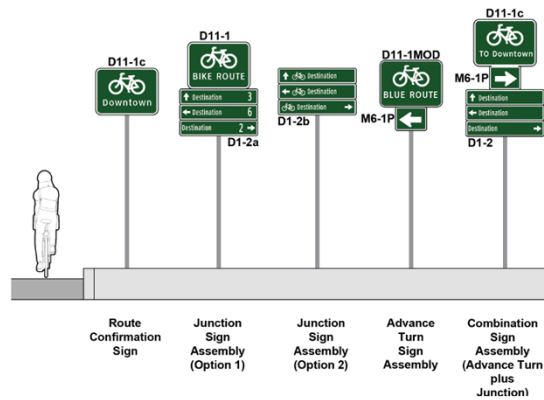 D11-1c
Downtown
Route
Confirmation
Sign
D11-1
BIKE ROUTE
Destination 3
Destination 6
Destination 2
D1-2a
Junction
Sign
Assembly
(Option 1)
Destination
Destination
Destination
D1-2b
Junction
Sign
Assembly
(Option 2)
D11-1MOD
BLUE ROUTE
M6-1P
Advance
Turn
Sign
Assembly
D11-1c
TO Downtown
M6-1P
Destination
Destination
Destination
D1-2
Combination
Sign
Assembly
(Advance Turn
plus
Junction)